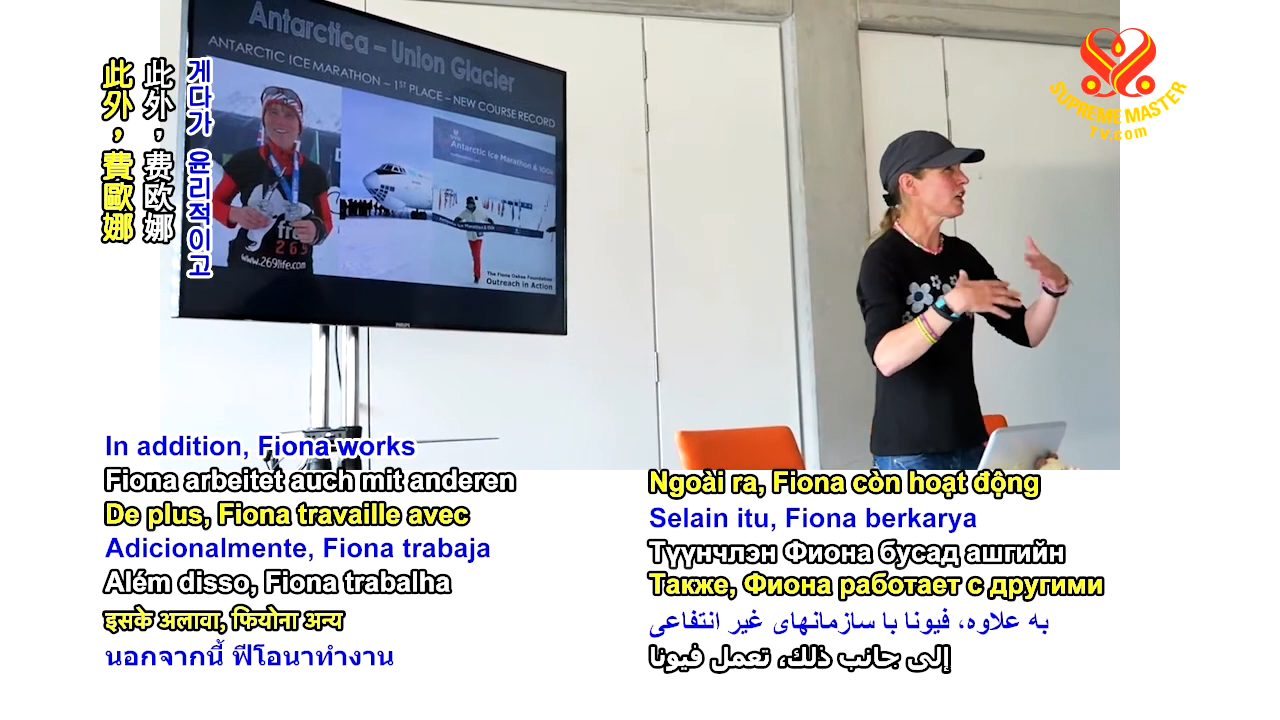 Antarctica – Union Glacier
ANTARCTIC ICE MARATHON – 1ST PLACE – NEW COURSE RECORD
Antarctic Ice Marathon & 100k
269
www.269life.com
The Fiona Oakes Foundation
Outreach in Action
PHILIPS
SUPREME MASTER
TV.com
此外，費歐娜
此外，费欧娜
게다가 윤리적이고
In addition, Fiona works
Fiona arbeitet auch mit anderen
De plus, Fiona travaille avec
Adicionalmente, Fiona trabaja
Além disso, Fiona trabalha
इसके अलावा, फियोना अन्य
นอกจากนี้ ฟีโอนาทำงาน
Ngoài ra, Fiona còn hoạt động
Selain itu, Fiona berkarya
Түүнчлэн Фиона бусад ашгийн
Также, Фиона работает с другими
به علاوه، فیونا با سازمانهای غیر انتفاعی
إلى جانب ذلك، تعمل فيونا